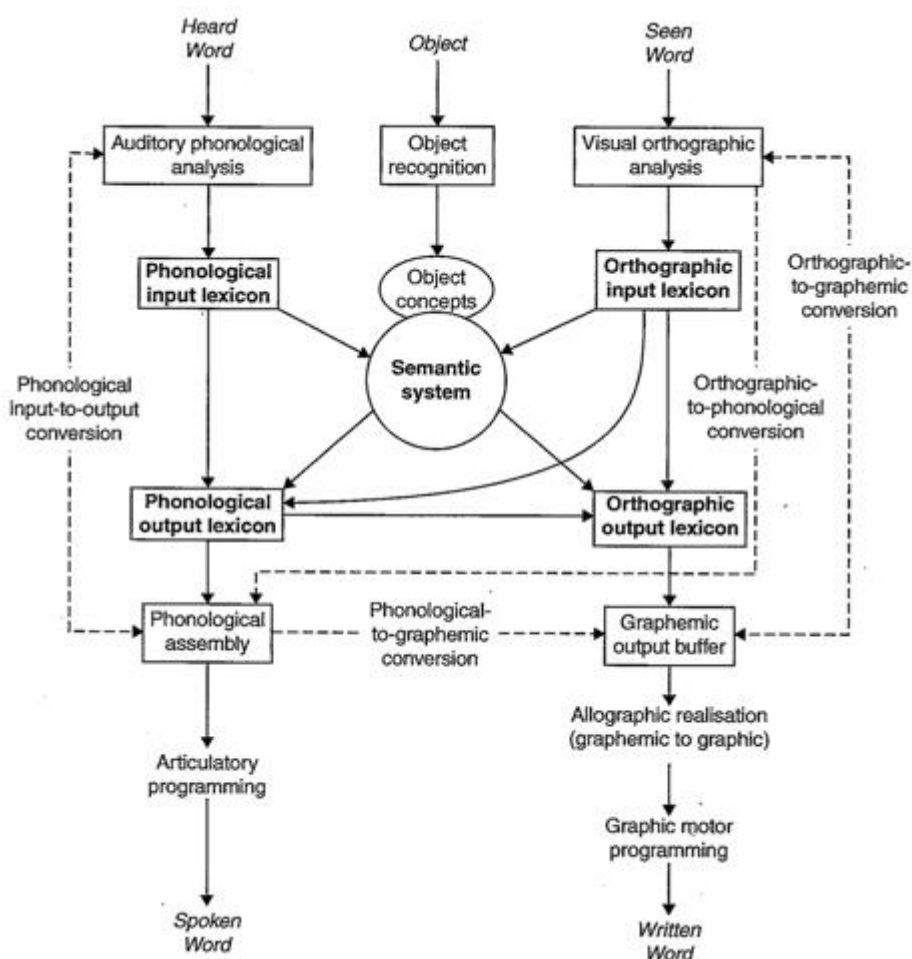 Heard
Word
Object
Seen
Word
Auditory phonological
analysis
Object
recognition
Visual orthographic
analysis
Phonological
input lexicon
Object
concepts
Orthographic
input lexicon
Orthographic-
to-graphemic
conversion
Phonological
input-to-output
conversion
Semantic
system
Orthographic-
to-phonological
conversion
Phonological
output lexicon
Orthographic
output lexicon
Phonological
assembly
Phonological-
to-graphemic
conversion
Graphemic
output buffer
Allographic realisation
(graphemic to graphic)
Articulatory
programming
Graphic motor
programming
Spoken
Word
Written
Word